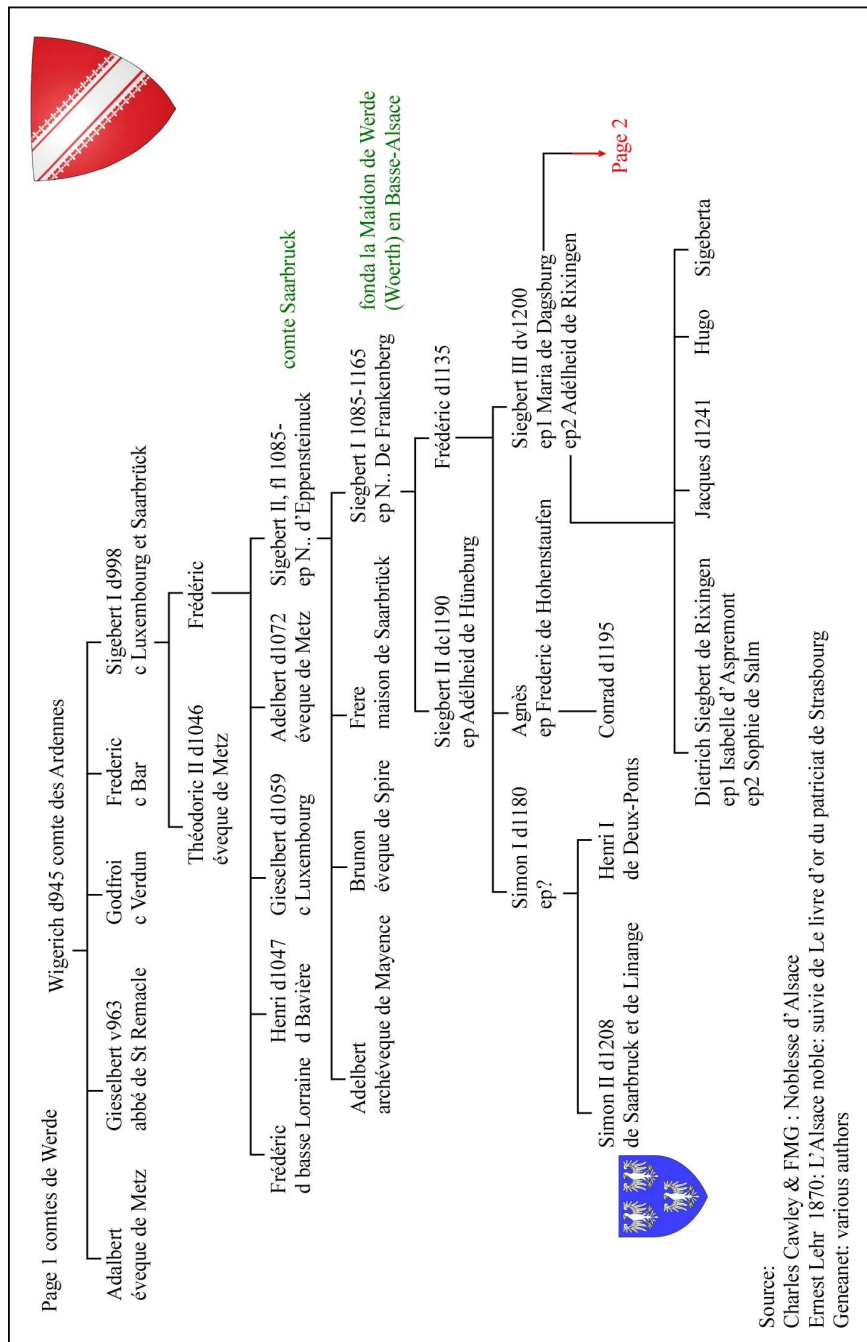 Page 1 comtes de Werde
Wigerich d945 comte des Ardennes
Adalbert
éveque de Metz
Gieselbert v963
abbé de St Remacle
Godfroi
c Verdun
Frederic
c Bar
Sigebert I d998
c Luxembourg et Saarbrück
Théodoric II d1046
éveque de Metz
Frédéric
Frédéric
d basse Lorraine
Henri d1047
d Bavière
Gieselbert d1059
c Luxembourg
Adelbert d1072
éveque de Metz
Sigebert II, fl 1085-
ep N.. d'Eppensteinuck
comte Saarbruck
Adelbert
archéveque de Mayence
Brunon
éveque de Spire
Frere
maison de Saarbrück
Siegbert I 1085-1165
ep N.. De Frankenberg
fonda la Maidon de Werde
(Woerth) en Basse-Alsace
Siegbert II dc1190
ep Adélheid de Hüneburg
Frédéric d1135
Simon I d1180
ep?
Agnès
ep Frederic de Hohenstaufen
Siegbert III dv1200
ep1 Maria de Dagsburg
ep2 Adélheid de Rixingen
Page 2
Simon II d1208
de Saarbruck et de Linange
Henri I
de Deux-Ponts
Conrad d1195
Dietrich Siegbert de Rixingen
ep1 Isabelle d'Aspremont
ep2 Sophie de Salm
Jacques d1241
Hugo
Sigeberta
Source:
Charles Cawley & FMG : Noblesse d'Alsace
Ernest Lehr 1870: L'Alsace noble: suivie de Le livre d'or du patriciat de Strasbourg
Geneanet: various authors